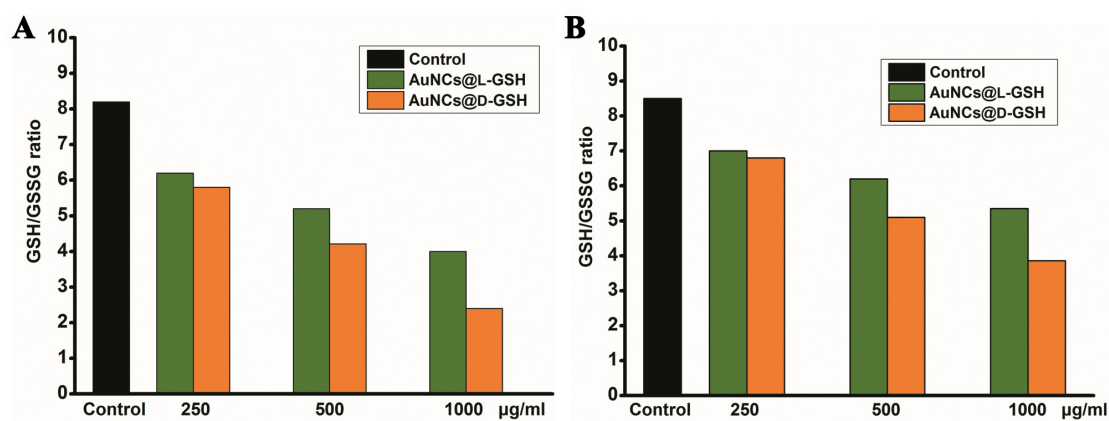 A
GSH/GSSG ratio
10
9
8
7
6
5
4
3
2
1
0
Control
AuNCs@L-GSH
AuNCs@D-GSH
Control 250 500 1000 µg/ml
B
GSH/GSSG ratio
10
9
8
7
6
5
4
3
2
1
0
Control
AuNCs@L-GSH
AuNCs@D-GSH
Control 250 500 1000 µg/ml